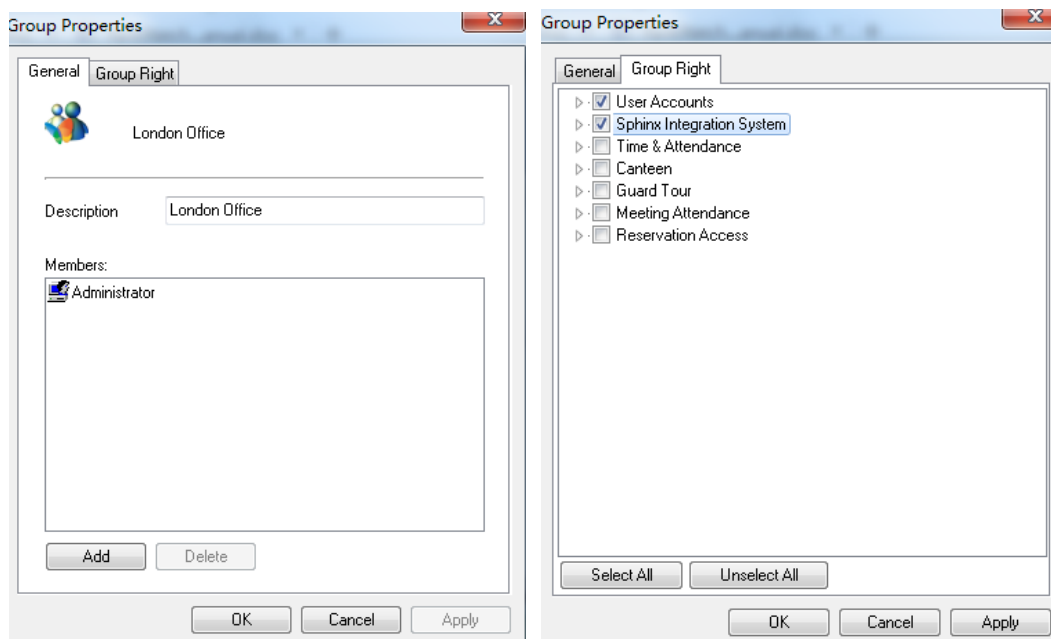 Group Properties
General Group Right
London Office
Description London Office
Members:
Administrator
Add Delete
OK Cancel Apply
Group Properties
General Group Right
User Accounts
Sphinx Integration System
Time & Attendance
Canteen
Guard Tour
Meeting Attendance
Reservation Access
Select All Unselect All
OK Cancel Apply